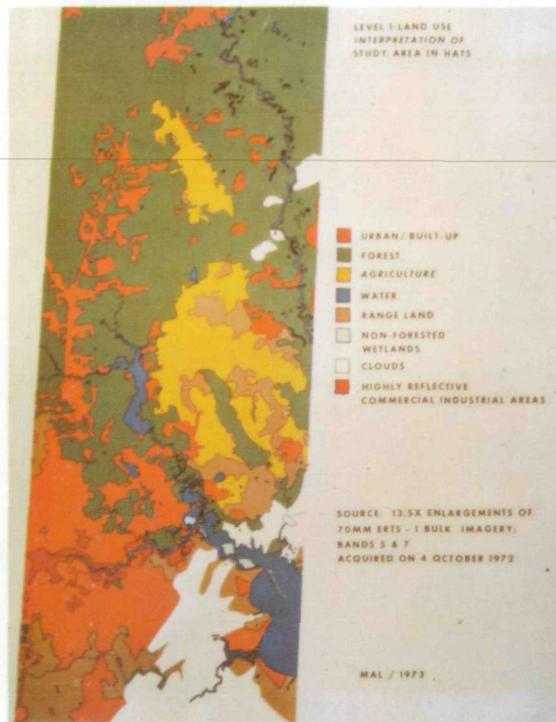 LEVEL 1 LAND USE
INTERPRETATION OF
STUDY AREA IN HATS
URBAN/BUILT-UP
FOREST
AGRICULTURE
WATER
RANGE LAND
NON-FORESTED
WETLANDS
CLOUDS
HIGHLY REFLECTIVE
COMMERCIAL INDUSTRIAL AREAS
SOURCE: 13.5X ENLARGEMENTS OF
70MM ERTS - 1 BULK IMAGERY;
BANDS 5 & 7
ACQUIRED ON 4 OCTOBER 1972
MAL / 1973